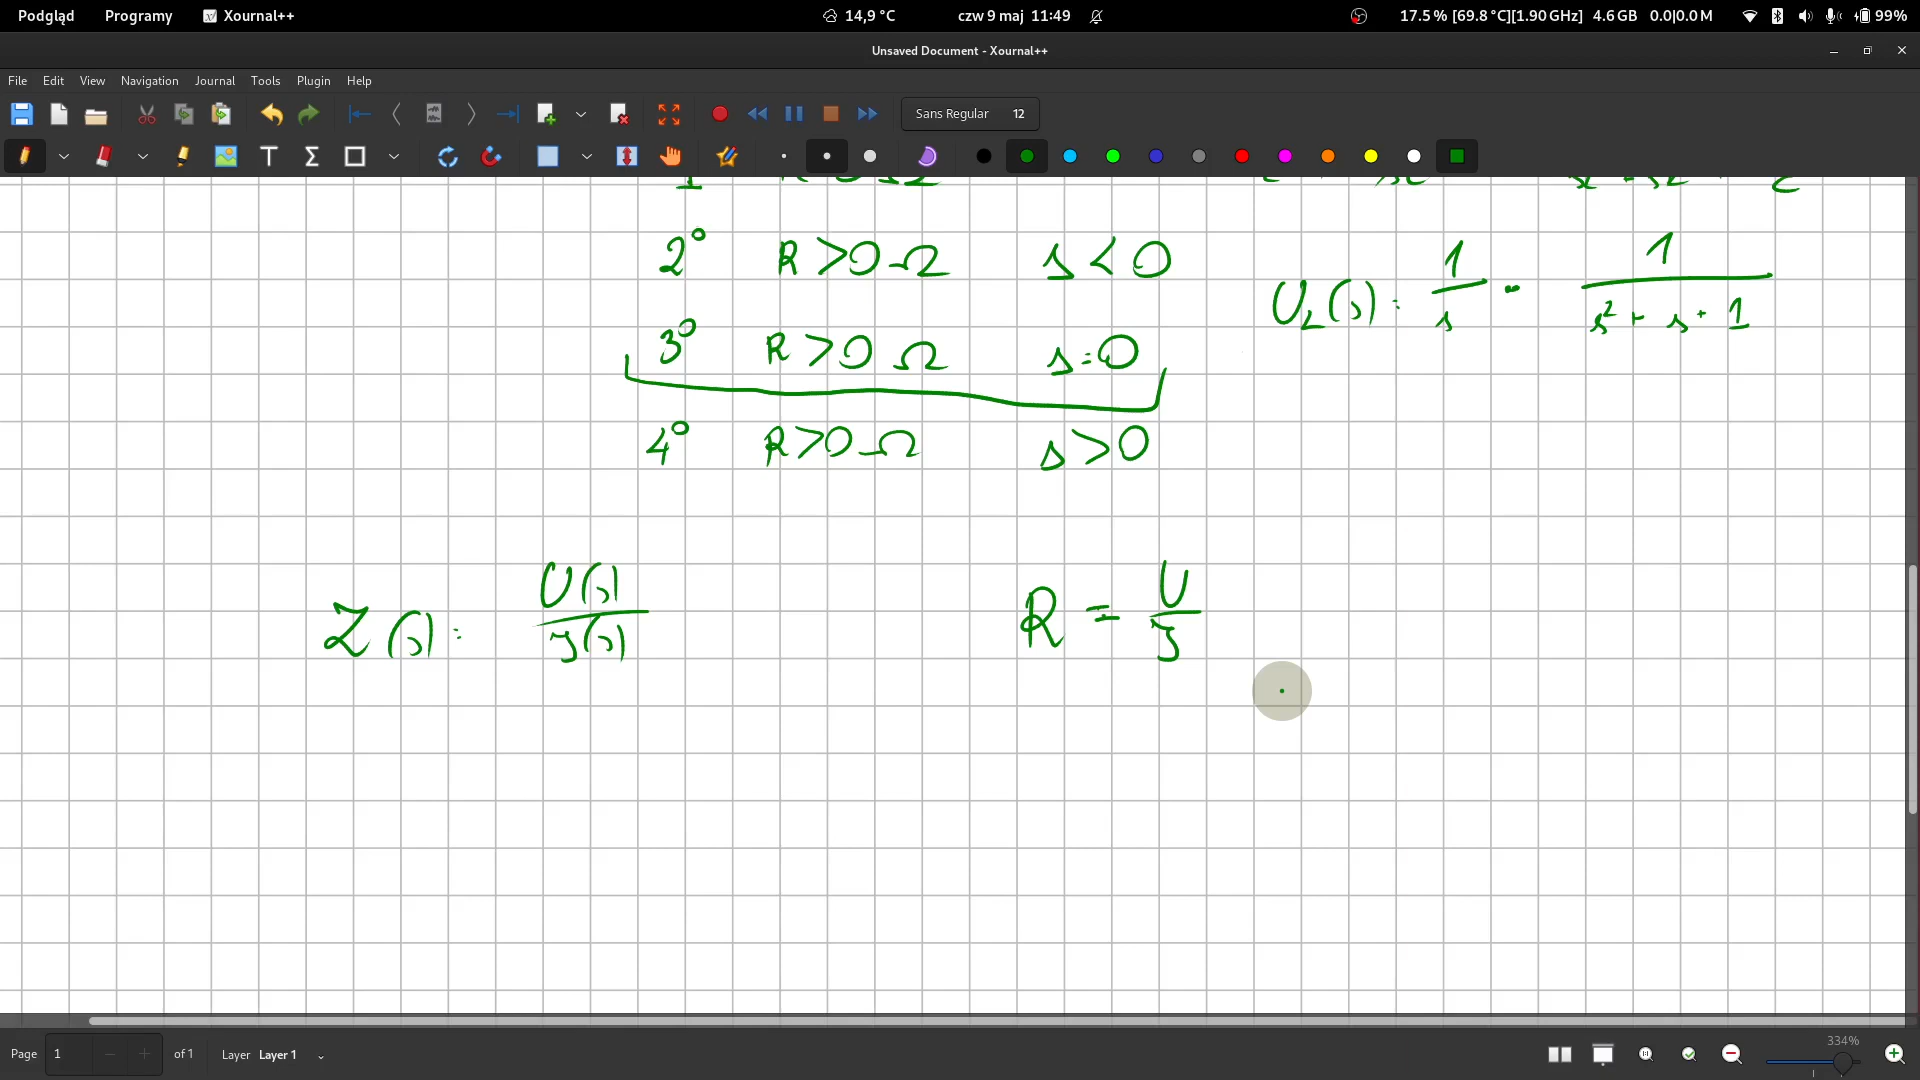 Podgląd Programy Xournal++ 14,9 °C czw 9 maj 11:49 17.5 % [69.8 °C][1.90 GHz] 4.6 GB 0.0|0.0 M 99%
Unsaved Document - Xournal++
File Edit View Navigation Journal Tools Plugin Help
Sans Regular 12
2° R > 0 Ω s < 0
U_L(s) = 1/s · 1/(s² + s + 1)
3° R > 0 Ω s = 0
4° R > 0 Ω s > 0
Z(s) = U(s)/I(s)
R = U/I
334%
Page 1 of 1 Layer Layer 1